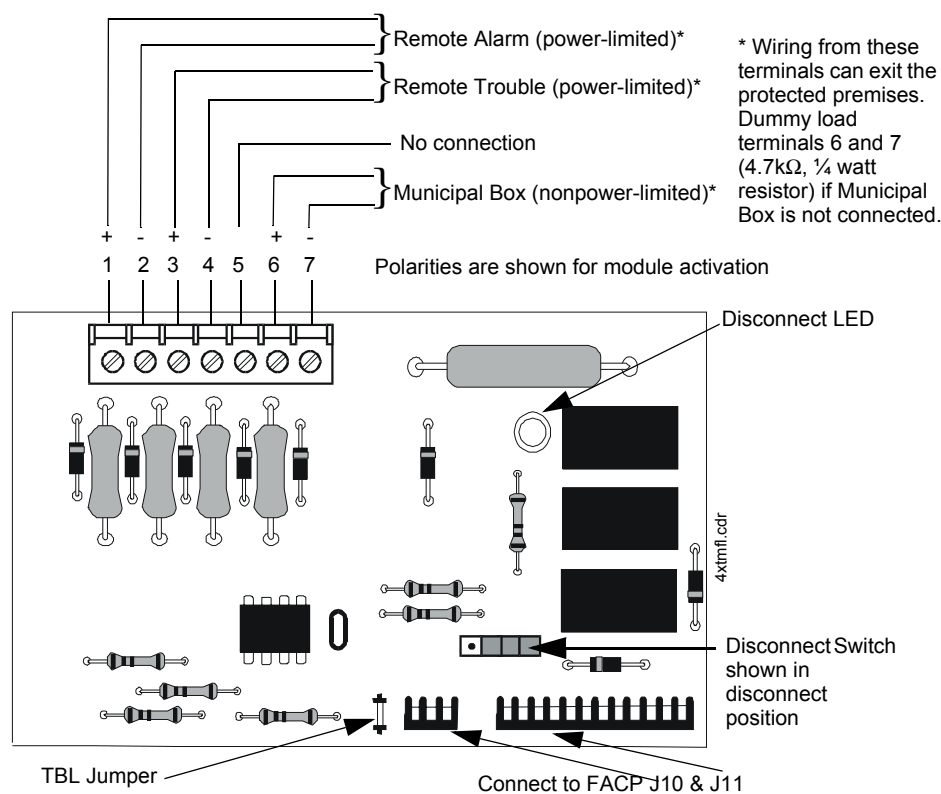 Remote Alarm (power-limited)*
Remote Trouble (power-limited)*
No connection
Municipal Box (nonpower-limited)*
* Wiring from these
terminals can exit the
protected premises.
Dummy load
terminals 6 and 7
(4.7kΩ, ¼ watt
resistor) if Municipal
Box is not connected.
+ - + - + -
1 2 3 4 5 6 7
Polarities are shown for module activation
Disconnect LED
4xtmfl.cdr
Disconnect Switch
shown in
disconnect
position
TBL Jumper
Connect to FACP J10 & J11